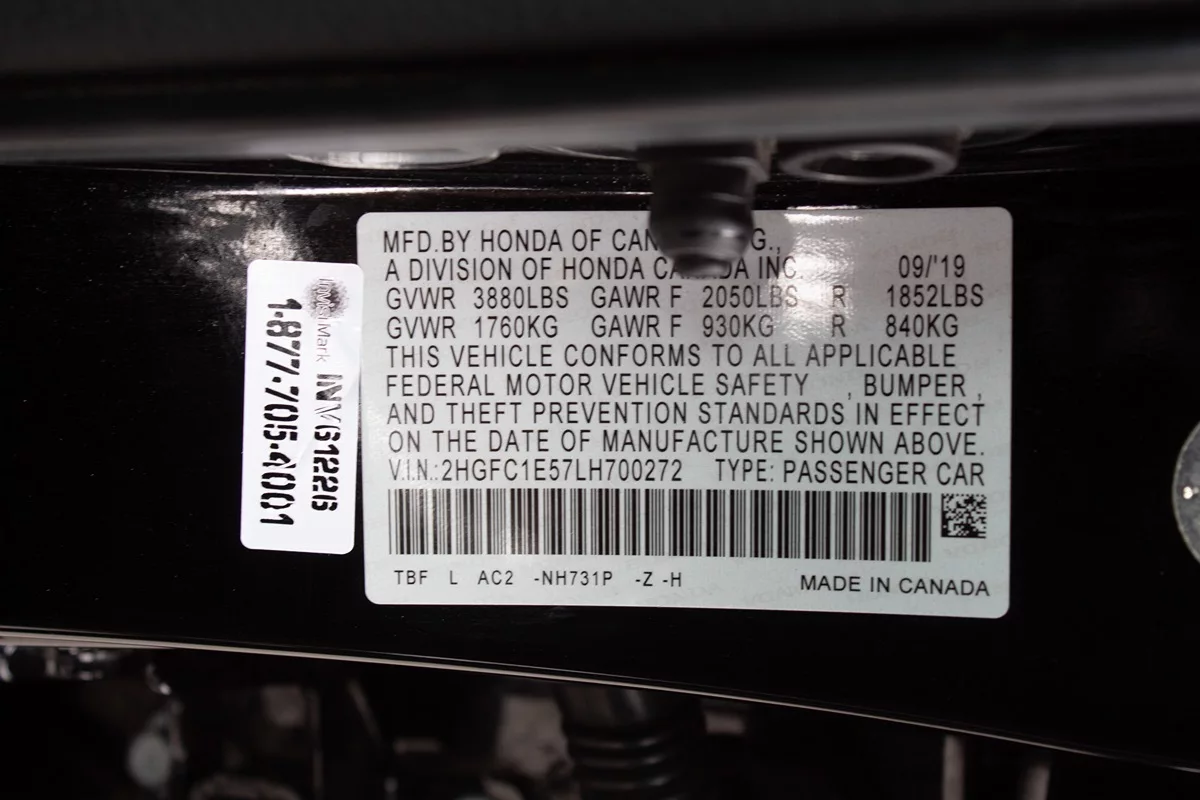 MFD.BY HONDA OF CAN G.,
A DIVISION OF HONDA CANADA INC. 09/'19
GVWR 3880LBS GAWR F 2050LBS R 1852LBS
GVWR 1760KG GAWR F 930KG R 840KG
THIS VEHICLE CONFORMS TO ALL APPLICABLE
FEDERAL MOTOR VEHICLE SAFETY , BUMPER ,
AND THEFT PREVENTION STANDARDS IN EFFECT
ON THE DATE OF MANUFACTURE SHOWN ABOVE.
V.I.N.:2HGFC1E57LH700272 TYPE: PASSENGER CAR
TBF L AC2 -NH731P -Z -H MADE IN CANADA
INVG1226
1-877-705-4001